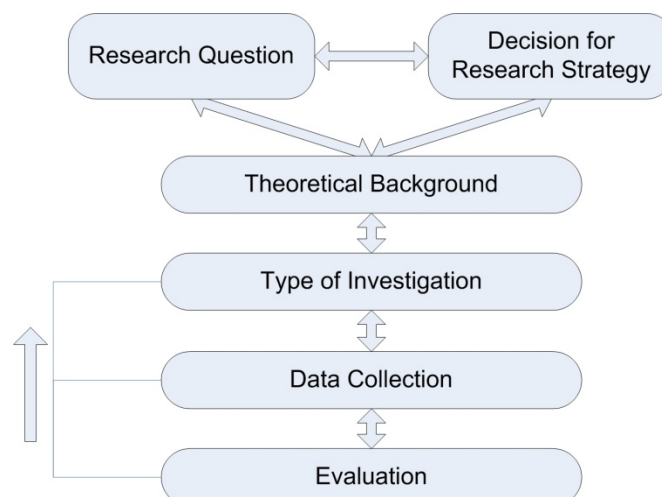 Research Question
Decision for
Research Strategy
Theoretical Background
Type of Investigation
Data Collection
Evaluation